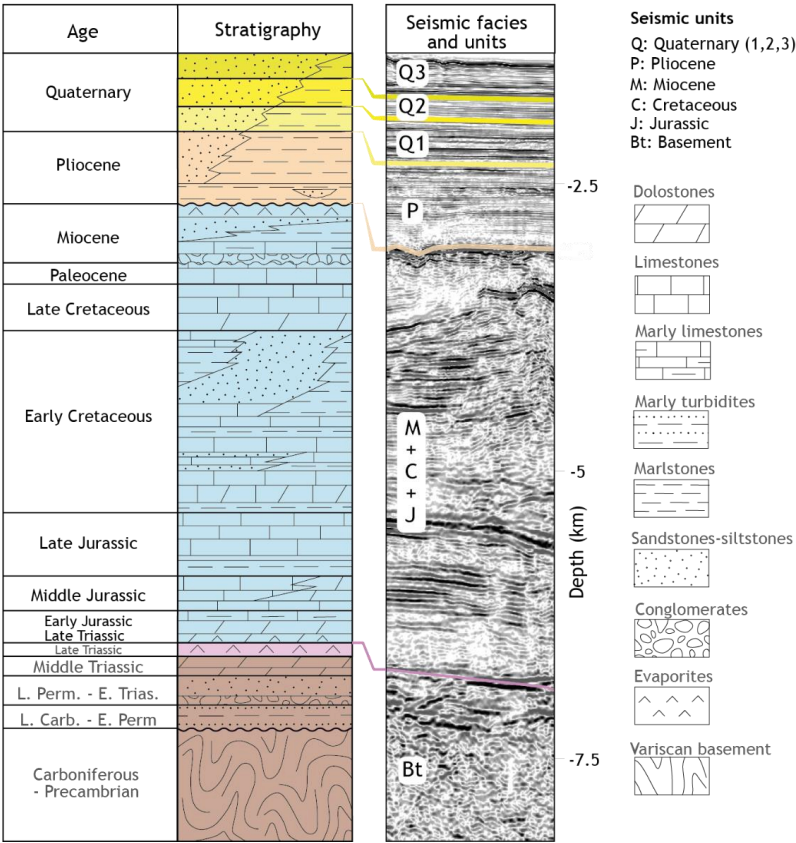 Age
Stratigraphy
Seismic facies
and units
Quaternary
Pliocene
Miocene
Paleocene
Late Cretaceous
Early Cretaceous
Late Jurassic
Middle Jurassic
Early Jurassic
Late Triassic
Late Triassic
Middle Triassic
L. Perm. - E. Trias.
L. Carb. - E. Perm
Carboniferous
- Precambrian
Q3
Q2
Q1
P
M
+
C
+
J
Bt
-2.5
-5
-7.5
Depth (km)
Seismic units
Q: Quaternary (1,2,3)
P: Pliocene
M: Miocene
C: Cretaceous
J: Jurassic
Bt: Basement
Dolostones
Limestones
Marly limestones
Marly turbidites
Marlstones
Sandstones-siltstones
Conglomerates
Evaporites
Variscan basement